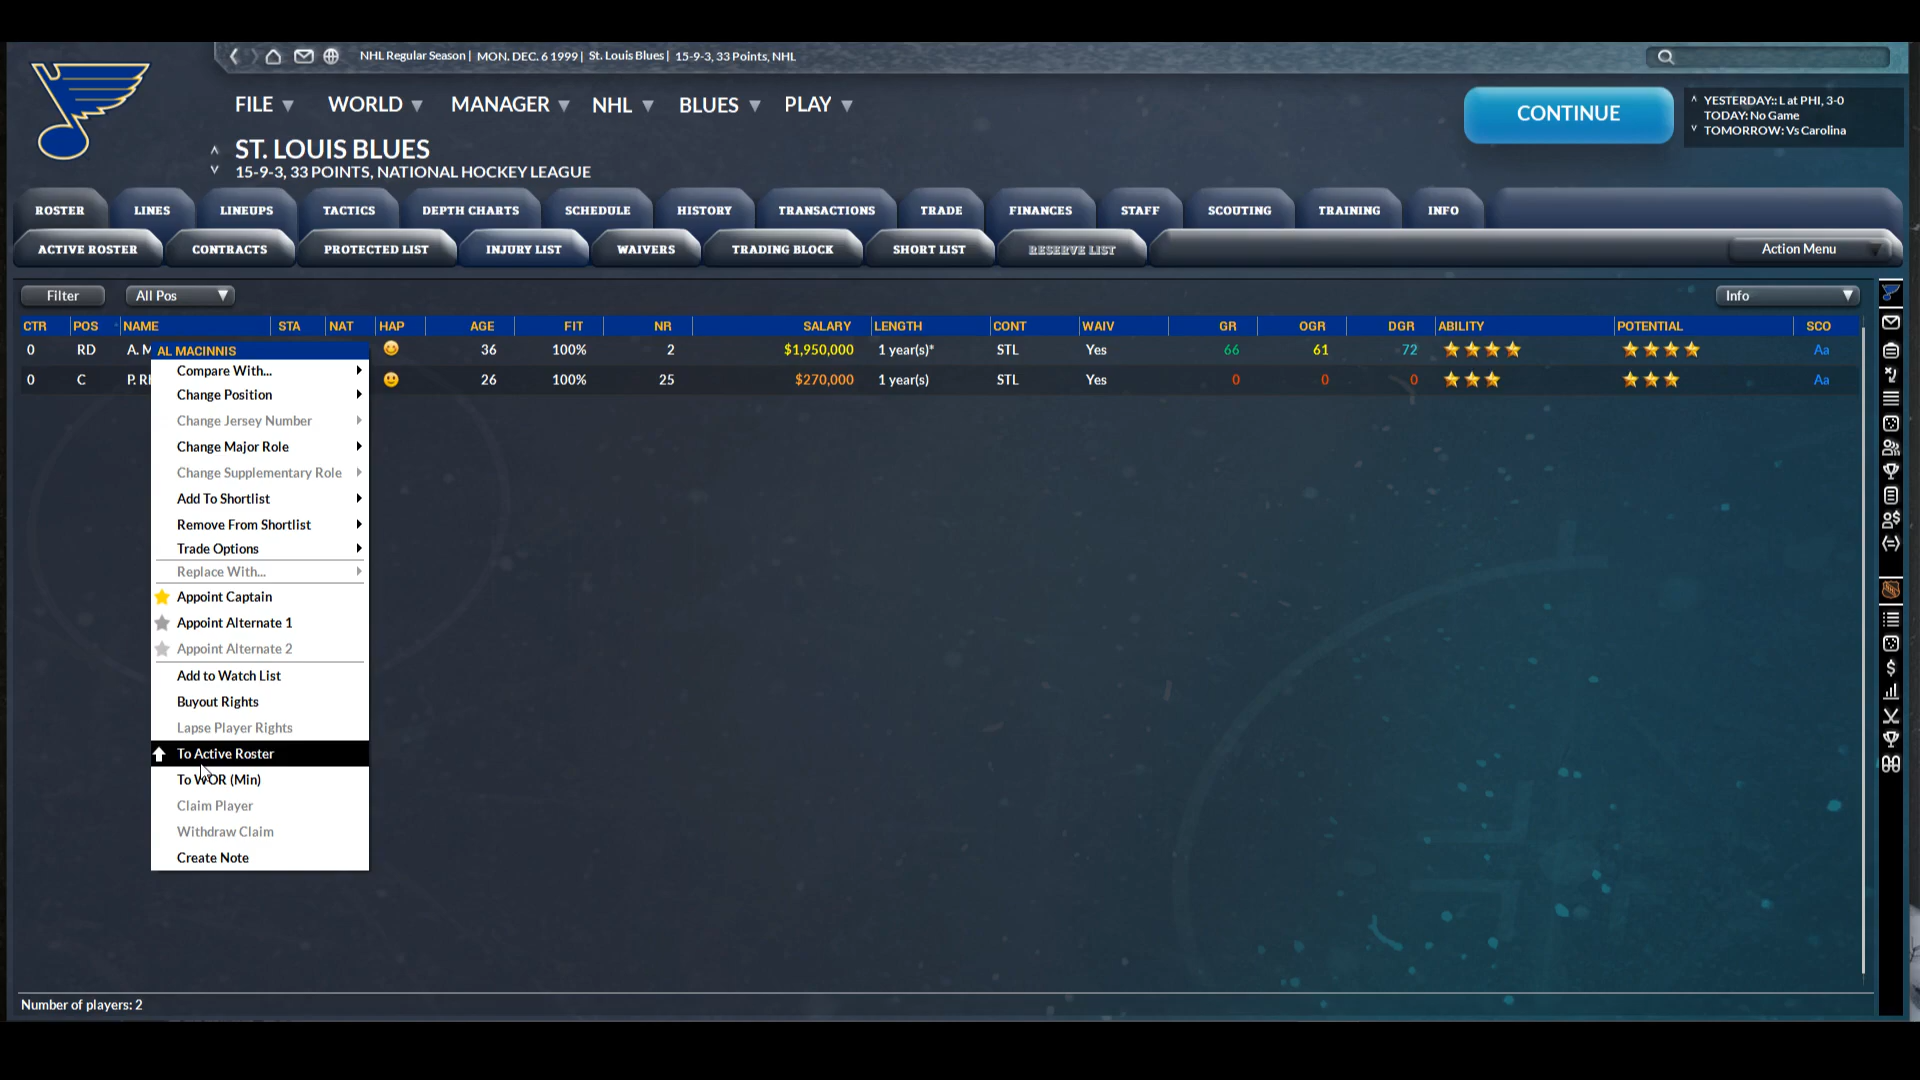 NHL Regular Season | MON. DEC. 6 1999 | St. Louis Blues | 15-9-3, 33 Points, NHL
FILE WORLD MANAGER NHL BLUES PLAY
CONTINUE
YESTERDAY:: L at PHI, 3-0
TODAY: No Game
TOMORROW: Vs Carolina
ST. LOUIS BLUES
15-9-3, 33 POINTS, NATIONAL HOCKEY LEAGUE
ROSTER LINES LINEUPS TACTICS DEPTH CHARTS SCHEDULE HISTORY TRANSACTIONS TRADE FINANCES STAFF SCOUTING TRAINING INFO
ACTIVE ROSTER CONTRACTS PROTECTED LIST INJURY LIST WAIVERS TRADING BLOCK SHORT LIST RESERVE LIST Action Menu
Filter All Pos Info
CTR POS NAME STA NAT HAP AGE FIT NR SALARY LENGTH CONT WAIV GR OGR DGR ABILITY POTENTIAL SCO
0 RD A. M 36 100% 2 $1,950,000 1 year(s)* STL Yes 66 61 72 Aa
0 C P. R 26 100% 25 $270,000 1 year(s) STL Yes 0 0 0 Aa
AL MACINNIS
Compare With...
Change Position
Change Jersey Number
Change Major Role
Change Supplementary Role
Add To Shortlist
Remove From Shortlist
Trade Options
Replace With...
Appoint Captain
Appoint Alternate 1
Appoint Alternate 2
Add to Watch List
Buyout Rights
Lapse Player Rights
To Active Roster
To WOR (Min)
Claim Player
Withdraw Claim
Create Note
Number of players: 2